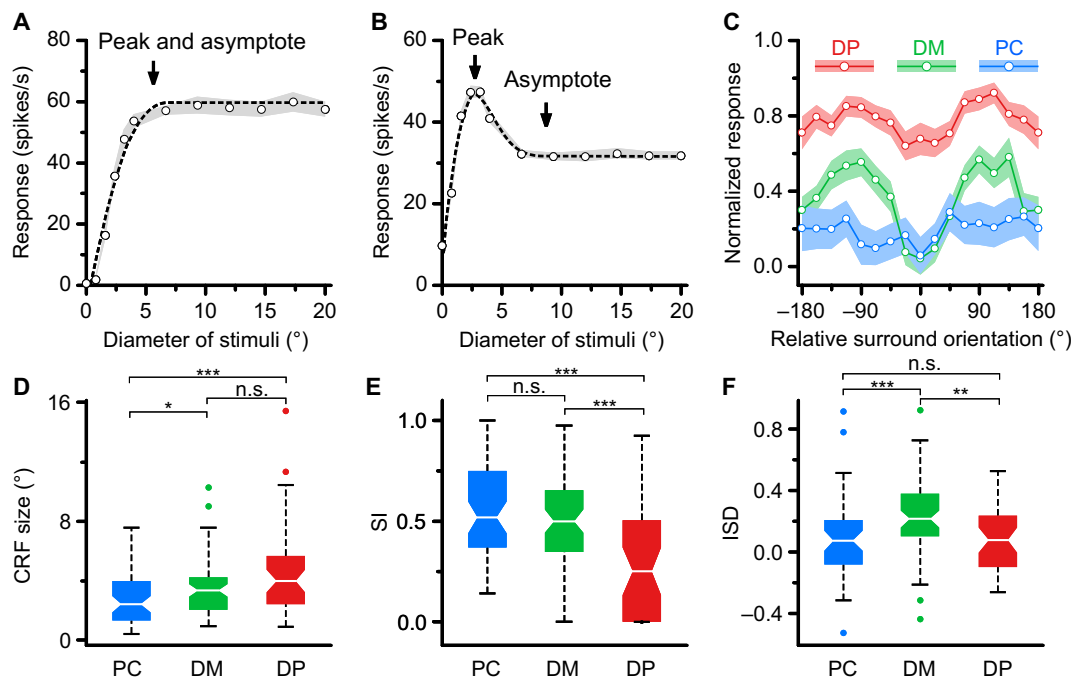 A
Peak and asymptote
Response (spikes/s)
80
60
40
20
0
0 5 10 15 20
Diameter of stimuli (°)
B
Peak
Asymptote
Response (spikes/s)
60
40
20
0
0 5 10 15 20
Diameter of stimuli (°)
C
DP DM PC
Normalized response
1.0
0.8
0.4
0.0
–180 –90 0 90 180
Relative surround orientation (°)
D
***
n.s.
*
CRF size (°)
16
8
0
PC DM DP
E
***
n.s.
***
SI
1.0
0.5
0.0
PC DM DP
F
n.s.
***
**
ISD
0.8
0.4
0.0
–0.4
PC DM DP